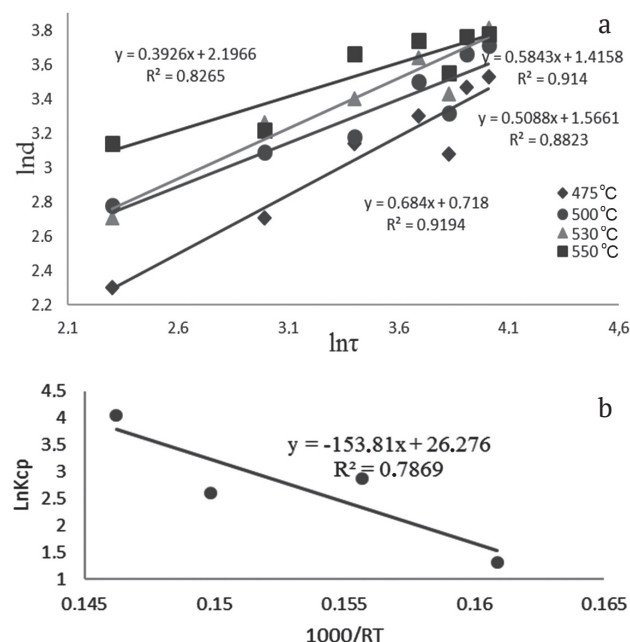 a
3.8
3.6
3.4
3.2
3
2.8
2.6
2.4
2.2
lnd
y = 0.3926x + 2.1966
R² = 0.8265
y = 0.5843x + 1.4158
R² = 0.914
y = 0.5088x + 1.5661
R² = 0.8823
y = 0.684x + 0.718
R² = 0.9194
475°C
500°C
530°C
550°C
2.1 2.6 3.1 3.6 4.1 4,6
lnτ
b
4.5
4
3.5
3
2.5
2
1.5
1
LnKcp
y = -153.81x + 26.276
R² = 0.7869
0.145 0.15 0.155 0.16 0.165
1000/RT